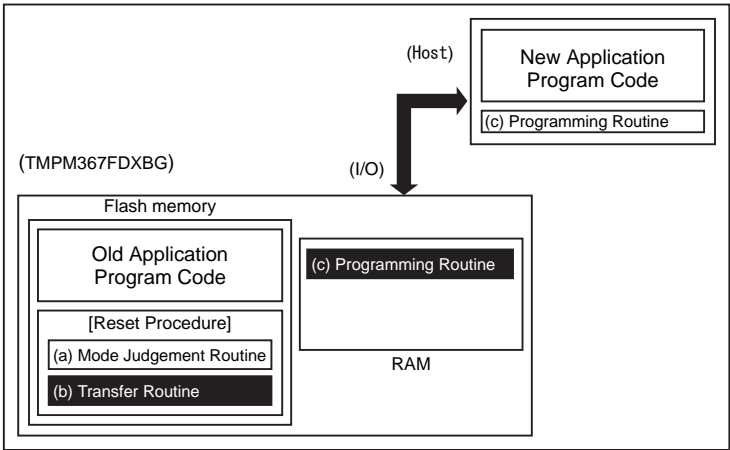 (Host)
New Application
Program Code
(c) Programming Routine
(TMPM367FDXBG)
(I/O)
Flash memory
Old Application
Program Code
[Reset Procedure]
(a) Mode Judgement Routine
(b) Transfer Routine
(c) Programming Routine
RAM